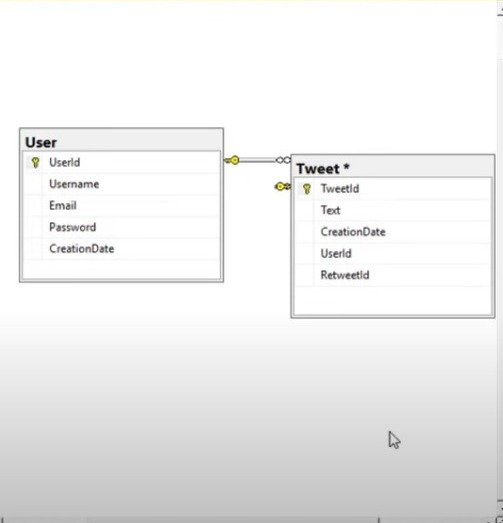 User
UserId
Username
Email
Password
CreationDate
Tweet *
TweetId
Text
CreationDate
UserId
RetweetId